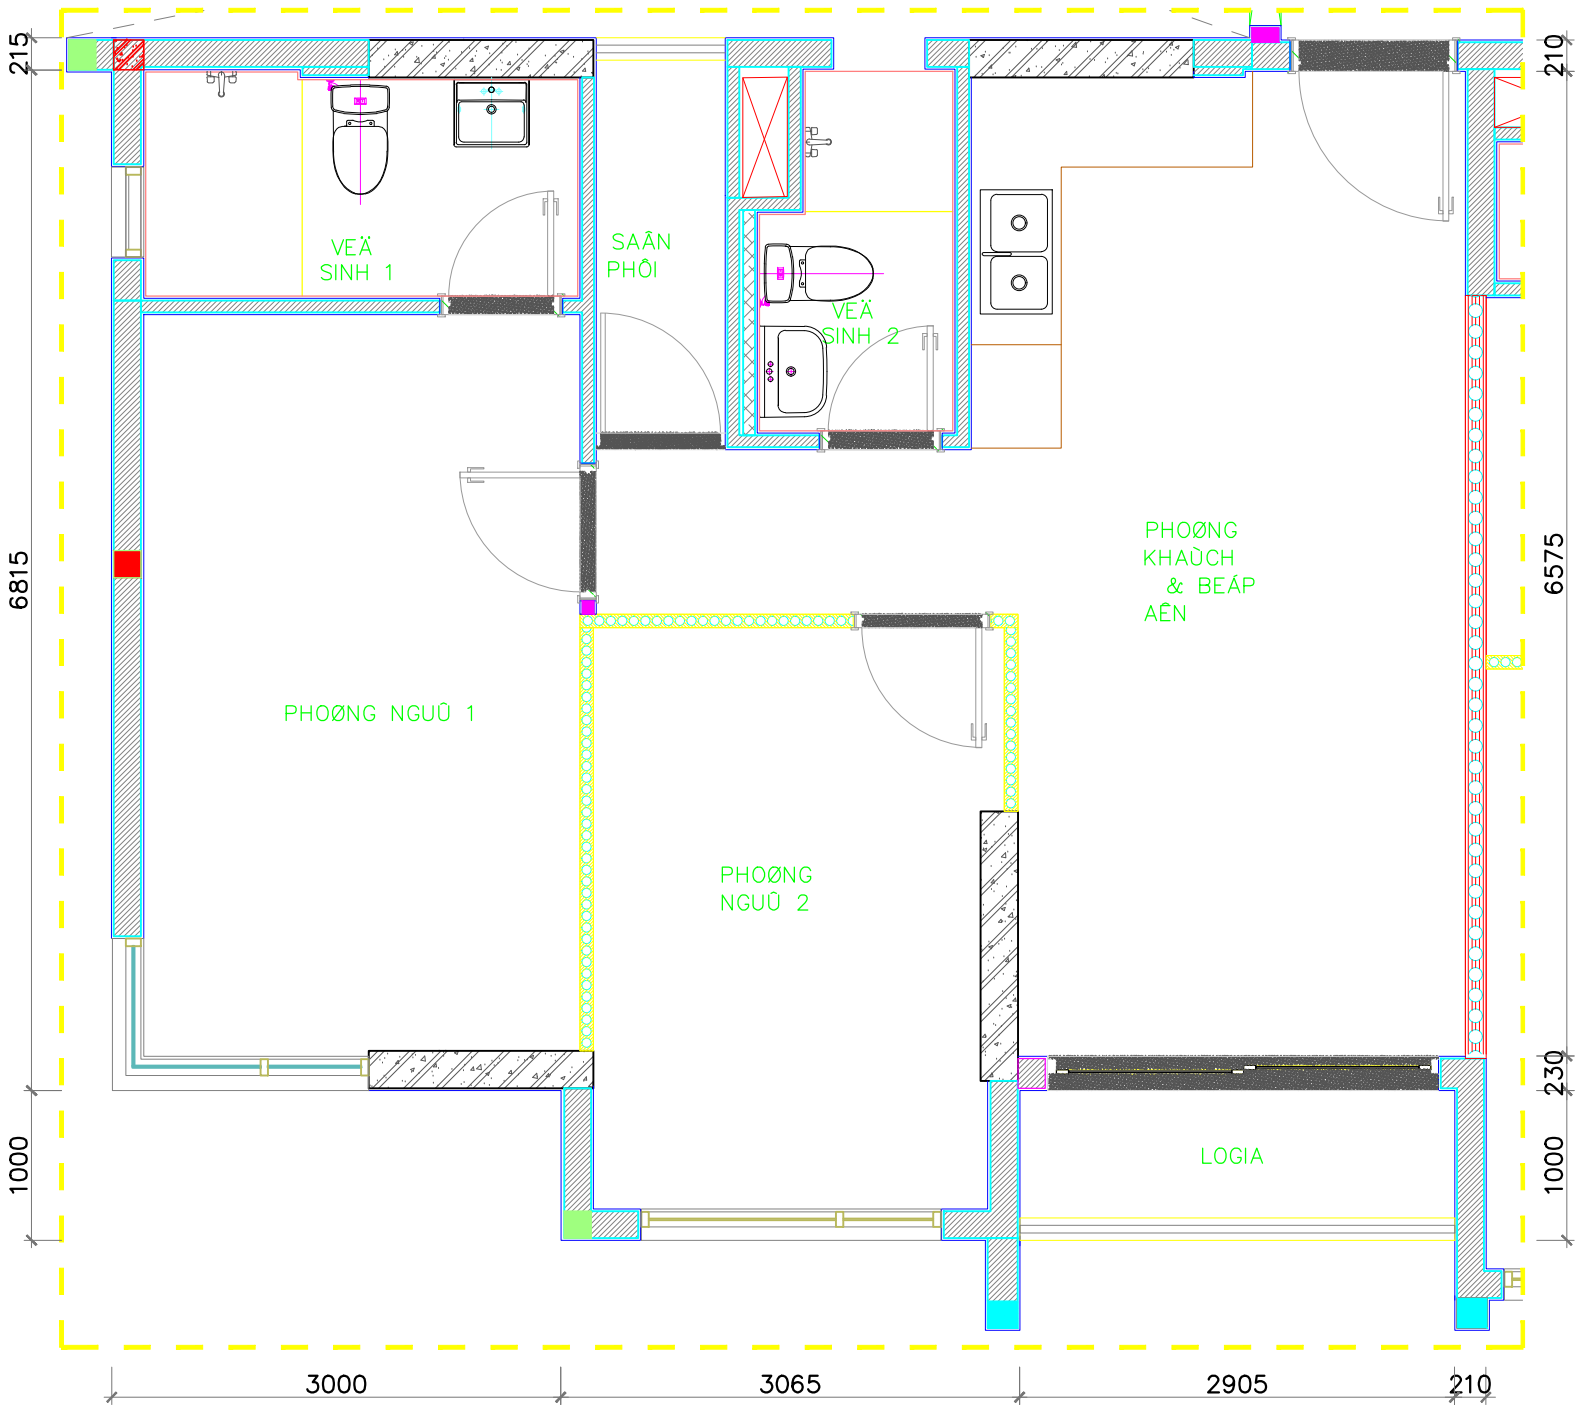 215
210
VEÄ
SINH 1
SAÂN
PHÔI
VEÄ
SINH 2
6815
6575
PHOØNG
KHAÙCH
& BEÁP
AÊN
PHOØNG NGUÛ 1
PHOØNG
NGUÛ 2
230
1000
1000
LOGIA
3000
3065
2905
210